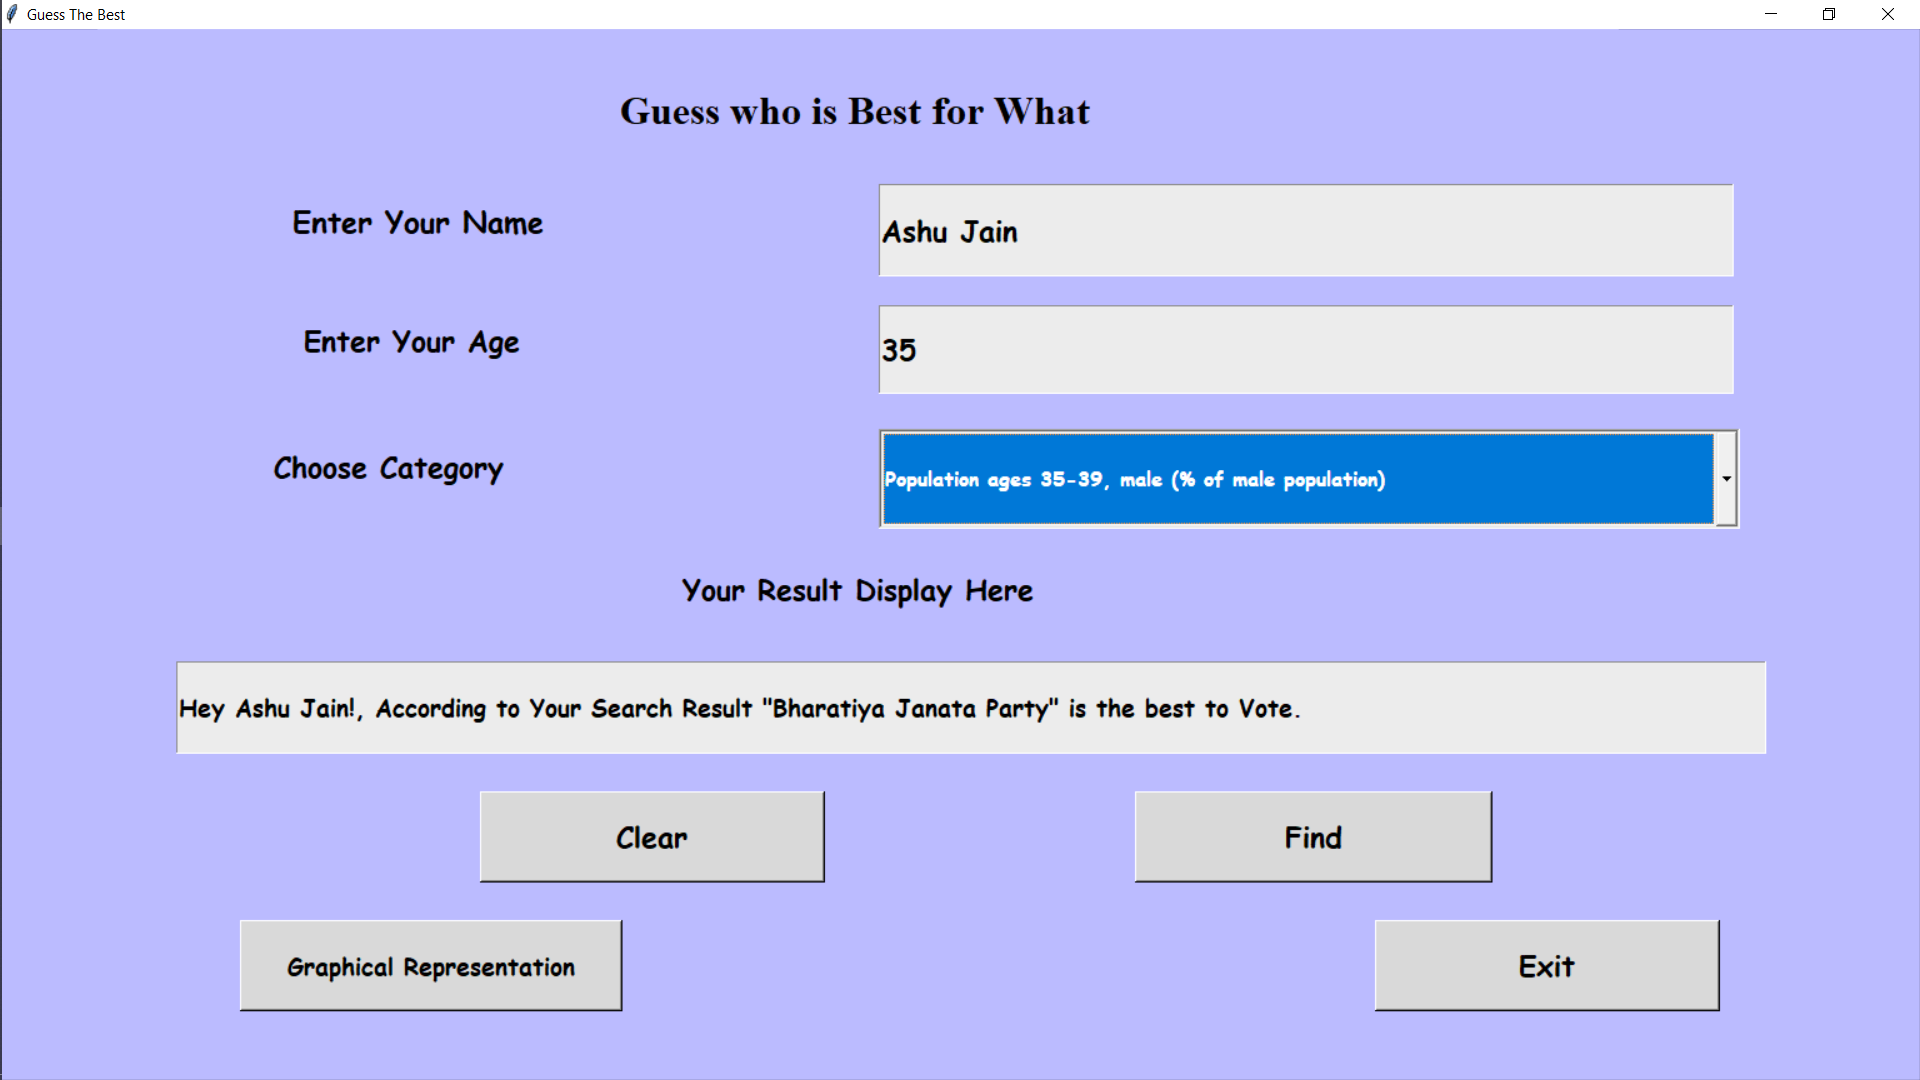 Guess The Best
Guess who is Best for What
Enter Your Name
Ashu Jain
Enter Your Age
35
Choose Category
Population ages 35-39, male (% of male population)
Your Result Display Here
Hey Ashu Jain!, According to Your Search Result "Bharatiya Janata Party" is the best to Vote.
Clear
Find
Graphical Representation
Exit